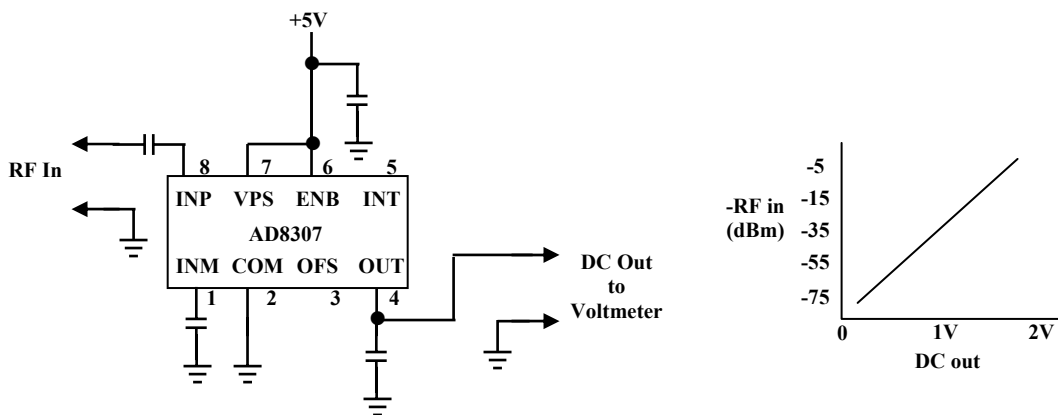 +5V
RF In
8 7 6 5
INP VPS ENB INT
AD8307
INM COM OFS OUT
1 2 3 4
DC Out
to
Voltmeter
-RF in
(dBm)
-5
-15
-35
-55
-75
0 1V 2V
DC out